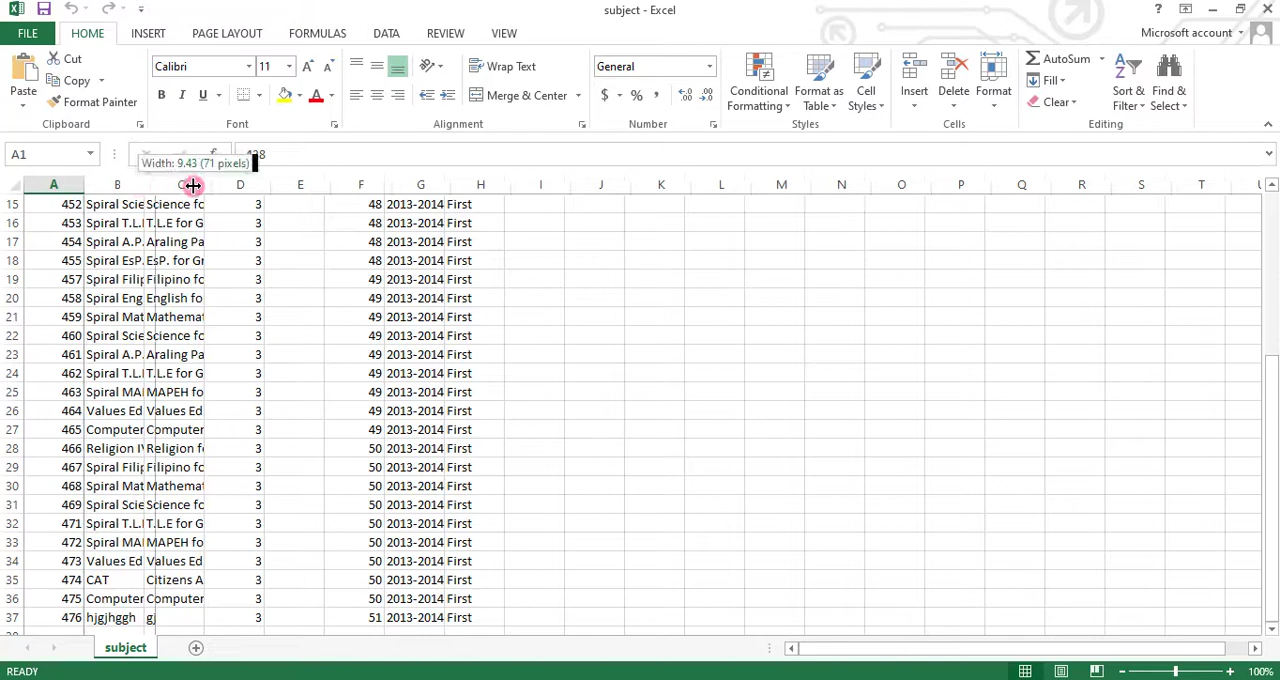 subject - Excel
FILE HOME INSERT PAGE LAYOUT FORMULAS DATA REVIEW VIEW Microsoft account
Paste Cut Copy Format Painter Clipboard
Calibri 11 A A B I U A Font
Wrap Text Merge & Center Alignment
General $ % , Number
Conditional Formatting Format as Table Cell Styles Styles
Insert Delete Format Cells
AutoSum Fill Clear Sort & Filter Find & Select Editing
A1
Width: 9.43 (71 pixels)
A B D E F G H I J K L M N O P Q R S T
15 452 Spiral Scie Science fo 3 48 2013-2014 First
16 453 Spiral T.L. T.L.E for G 3 48 2013-2014 First
17 454 Spiral A.P. Araling Pa 3 48 2013-2014 First
18 455 Spiral EsP. EsP. for Gr 3 48 2013-2014 First
19 457 Spiral Filip Filipino fo 3 49 2013-2014 First
20 458 Spiral Eng English fo 3 49 2013-2014 First
21 459 Spiral Mat Mathemat 3 49 2013-2014 First
22 460 Spiral Scie Science fo 3 49 2013-2014 First
23 461 Spiral A.P. Araling Pa 3 49 2013-2014 First
24 462 Spiral T.L. T.L.E for G 3 49 2013-2014 First
25 463 Spiral MA MAPEH fo 3 49 2013-2014 First
26 464 Values Ed Values Ed 3 49 2013-2014 First
27 465 Computer Computer 3 49 2013-2014 First
28 466 Religion I Religion f 3 50 2013-2014 First
29 467 Spiral Filip Filipino fo 3 50 2013-2014 First
30 468 Spiral Mat Mathemat 3 50 2013-2014 First
31 469 Spiral Scie Science fo 3 50 2013-2014 First
32 471 Spiral T.L. T.L.E for G 3 50 2013-2014 First
33 472 Spiral MA MAPEH fo 3 50 2013-2014 First
34 473 Values Ed Values Ed 3 50 2013-2014 First
35 474 CAT Citizens A 3 50 2013-2014 First
36 475 Computer Computer 3 50 2013-2014 First
37 476 hjgjhggh gj 3 51 2013-2014 First
subject
READY 100%